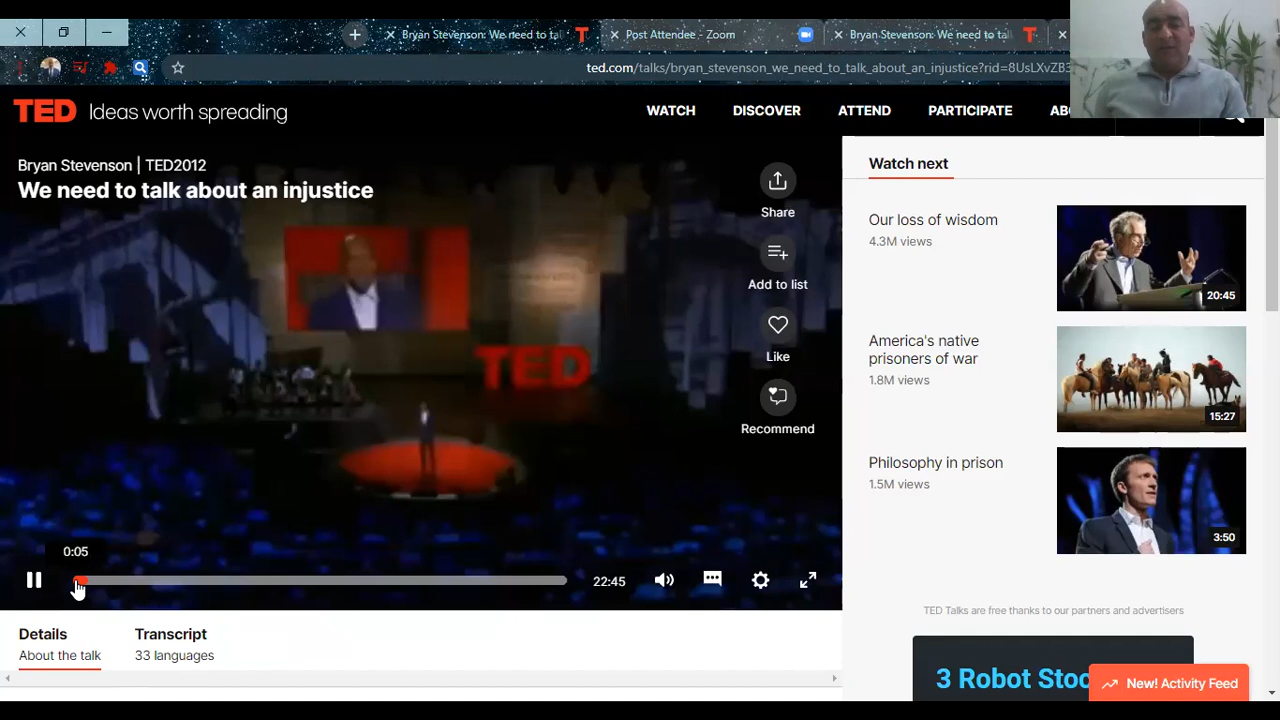 Bryan Stevenson: We need to tal
Post Attendee - Zoom
Bryan Stevenson: We need to talk
ted.com/talks/bryan_stevenson_we_need_to_talk_about_an_injustice?rid=8UsLXvZB3
TED Ideas worth spreading
WATCH
DISCOVER
ATTEND
PARTICIPATE
Bryan Stevenson | TED2012
We need to talk about an injustice
Share
Add to list
Like
Recommend
TED
0:05
22:45
Details
About the talk
Transcript
33 languages
Watch next
Our loss of wisdom
4.3M views
20:45
America's native
prisoners of war
1.8M views
15:27
Philosophy in prison
1.5M views
3:50
TED Talks are free thanks to our partners and advertisers
3 Robot Stoc
New! Activity Feed